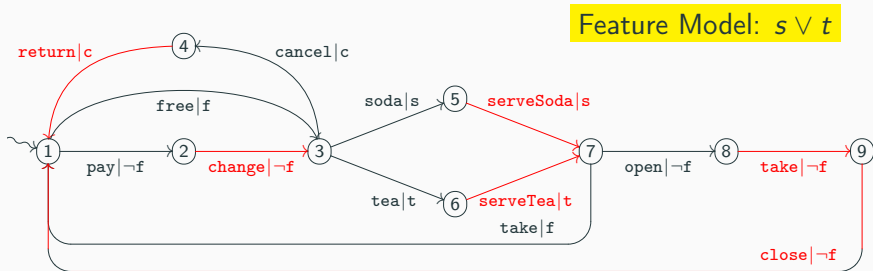 Feature Model: s ∨ t
return|c
4
cancel|c
free|f
soda|s
5
serveSoda|s
1
pay|¬f
2
change|¬f
3
7
open|¬f
8
take|¬f
9
tea|t
6
serveTea|t
take|f
close|¬f